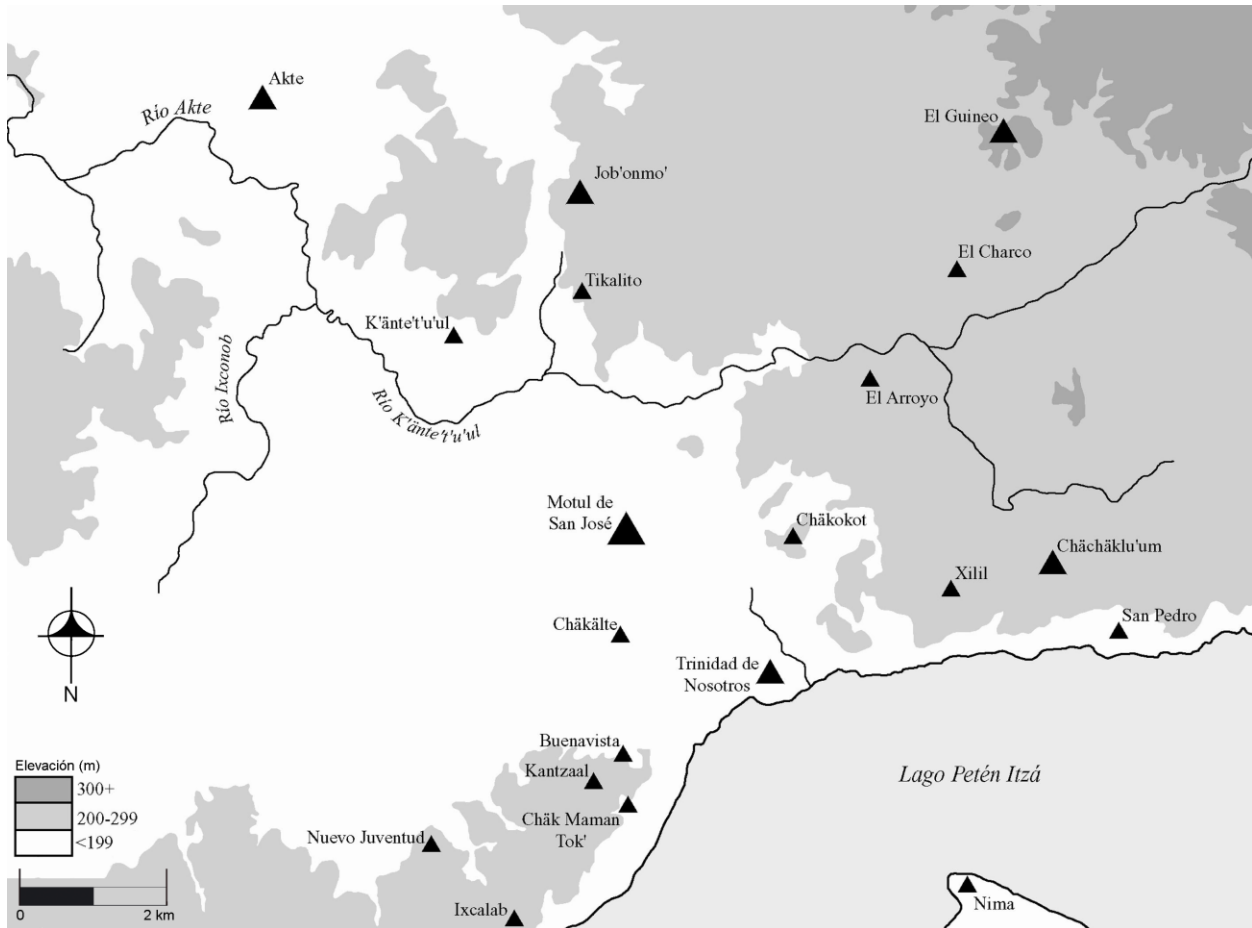 Akte
Río Akte
El Guineo
Job'onmo'
El Charco
Tikalito
K'änte't'u'ul
Río Ixconob
Río K'änte't'u'ul
El Arroyo
Motul de
San José
Chäkokot
Chächäklu'um
Xilil
San Pedro
Chäkälte
Trinidad de
Nosotros
N
Buenavista
Kantzaal
Chäk Maman
Tok'
Nuevo Juventud
Ixcalab
Lago Petén Itzá
Nima
Elevación (m)
300+
200-299
<199
0 2 km